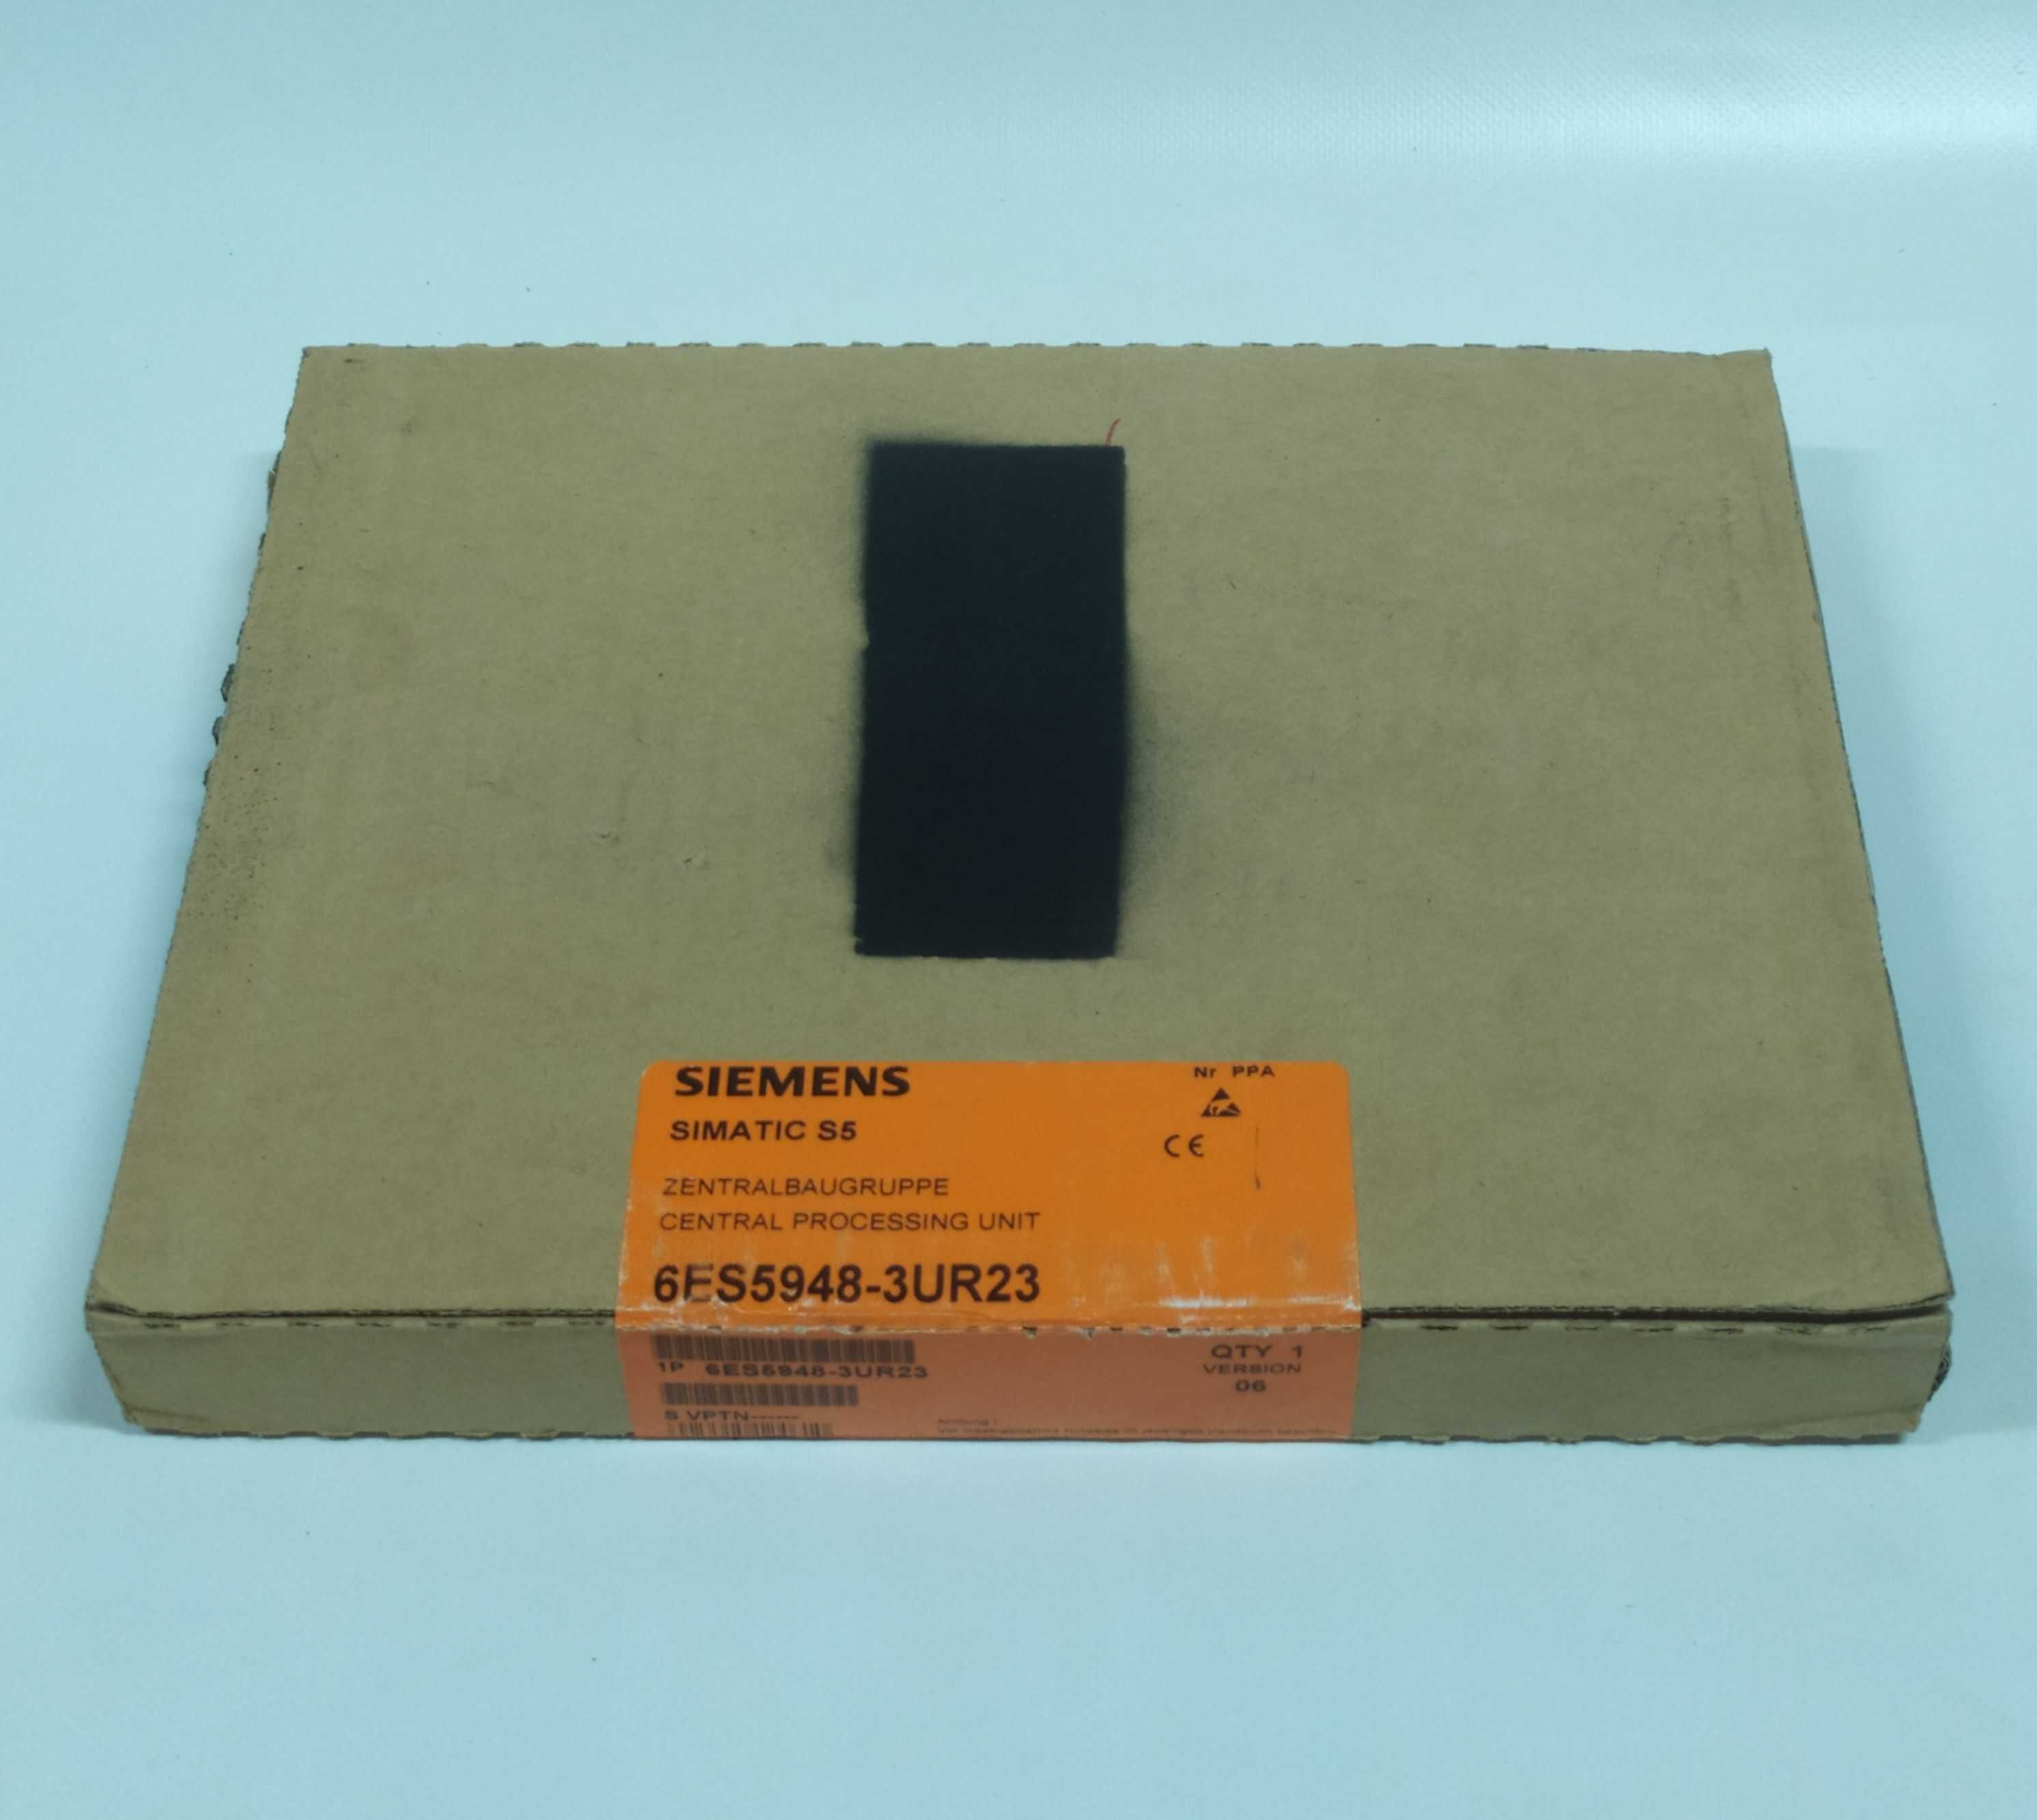 SIEMENS
Nr PPA
SIMATIC S5
CE
ZENTRALBAUGRUPPE
CENTRAL PROCESSING UNIT
6ES5948-3UR23
1P 6ES5948-3UR23
QTY 1
VERSION
06
S VPTN------
Achtung !